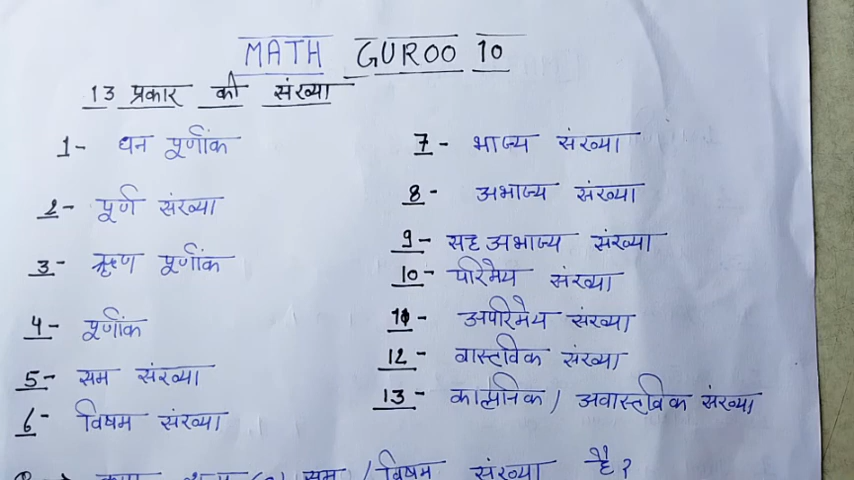 MATH GUROO 10
13 प्रकार की संख्या
1- धन पूर्णांक
2- पूर्ण संख्या
3- ऋण पूर्णांक
4- पूर्णांक
5- सम संख्या
6- विषम संख्या
7- भाज्य संख्या
8- अभाज्य संख्या
9- सह अभाज्य संख्या
10- परिमेय संख्या
11- अपरिमेय संख्या
12- वास्तविक संख्या
13- काल्पनिक / अवास्तविक संख्या
सम / विषम संख्या है?